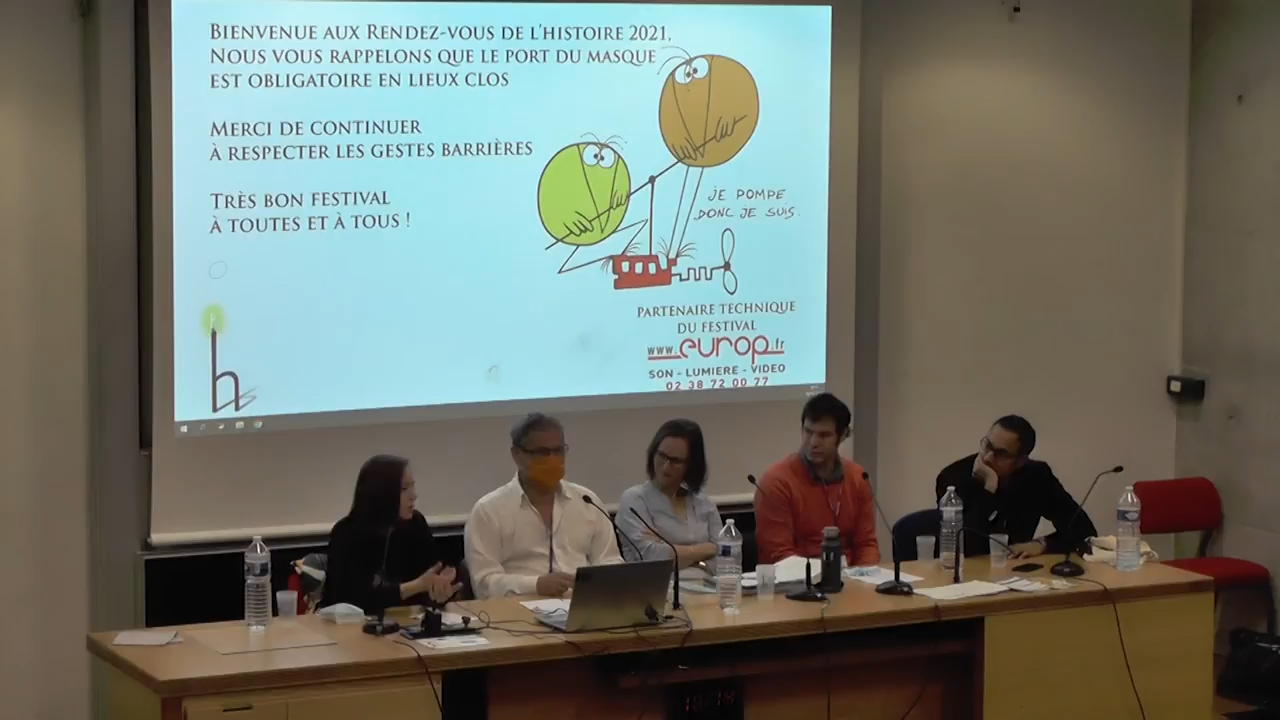 BIENVENUE AUX RENDEZ-VOUS DE L'HISTOIRE 2021,
NOUS VOUS RAPPELONS QUE LE PORT DU MASQUE
EST OBLIGATOIRE EN LIEUX CLOS
MERCI DE CONTINUER
À RESPECTER LES GESTES BARRIÈRES
TRÈS BON FESTIVAL
À TOUTES ET À TOUS !
JE POMPE
DONC JE SUIS.
PARTENAIRE TECHNIQUE
DU FESTIVAL
www.europ.fr
SON - LUMIERE - VIDEO
02 38 72 00 77
h